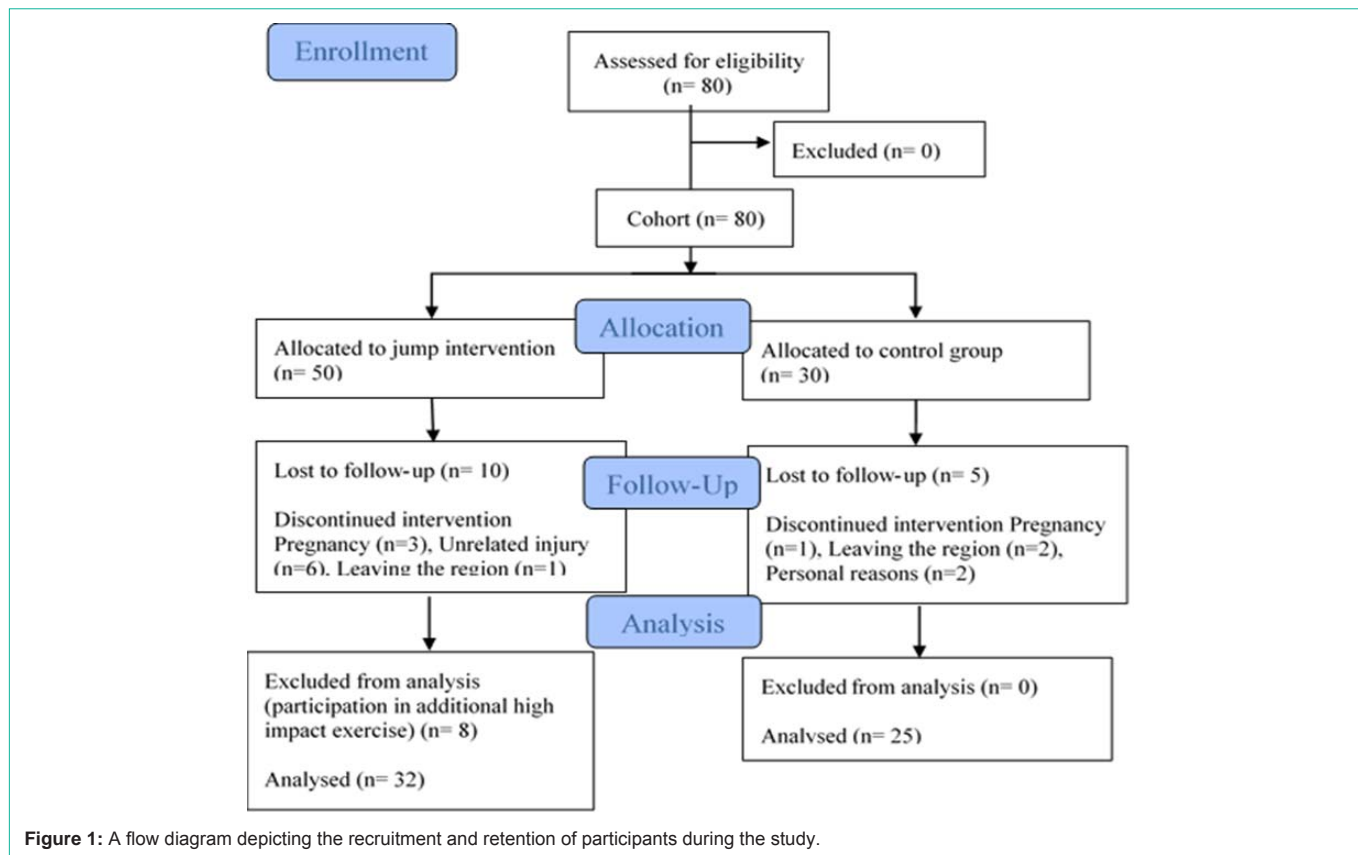 Enrollment
Assessed for eligibility
(n= 80)
Excluded (n= 0)
Cohort (n= 80)
Allocation
Allocated to jump intervention
(n= 50)
Allocated to control group
(n= 30)
Follow-Up
Lost to follow-up (n= 10)
Discontinued intervention
Pregnancy (n=3), Unrelated injury
(n=6). Leaving the region (n=1)
Lost to follow-up (n= 5)
Discontinued intervention Pregnancy
(n=1), Leaving the region (n=2),
Personal reasons (n=2)
Analysis
Excluded from analysis
(participation in additional high
impact exercise) (n= 8)
Analysed (n= 32)
Excluded from analysis (n= 0)
Analysed (n= 25)
Figure 1: A flow diagram depicting the recruitment and retention of participants during the study.